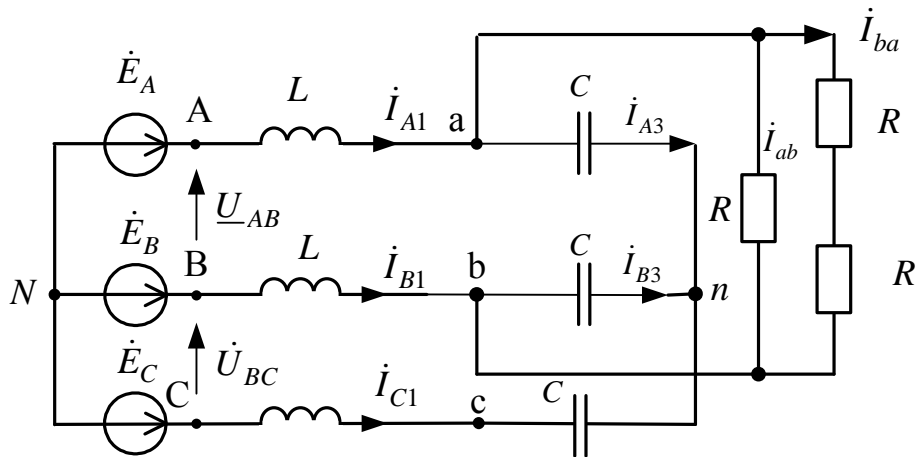 İ_ba
Ė_A
A
L
İ_A1
a
C
İ_A3
R
İ_ab
U_AB
R
Ė_B
B
L
İ_B1
b
C
İ_B3
R
N
n
Ė_C
U̇_BC
C
İ_C1
c
C